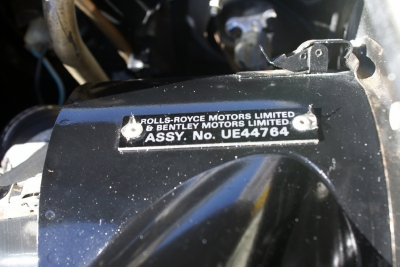 ROLLS-ROYCE MOTORS LIMITED
& BENTLEY MOTORS LIMITED
ASSY. No. UE44764